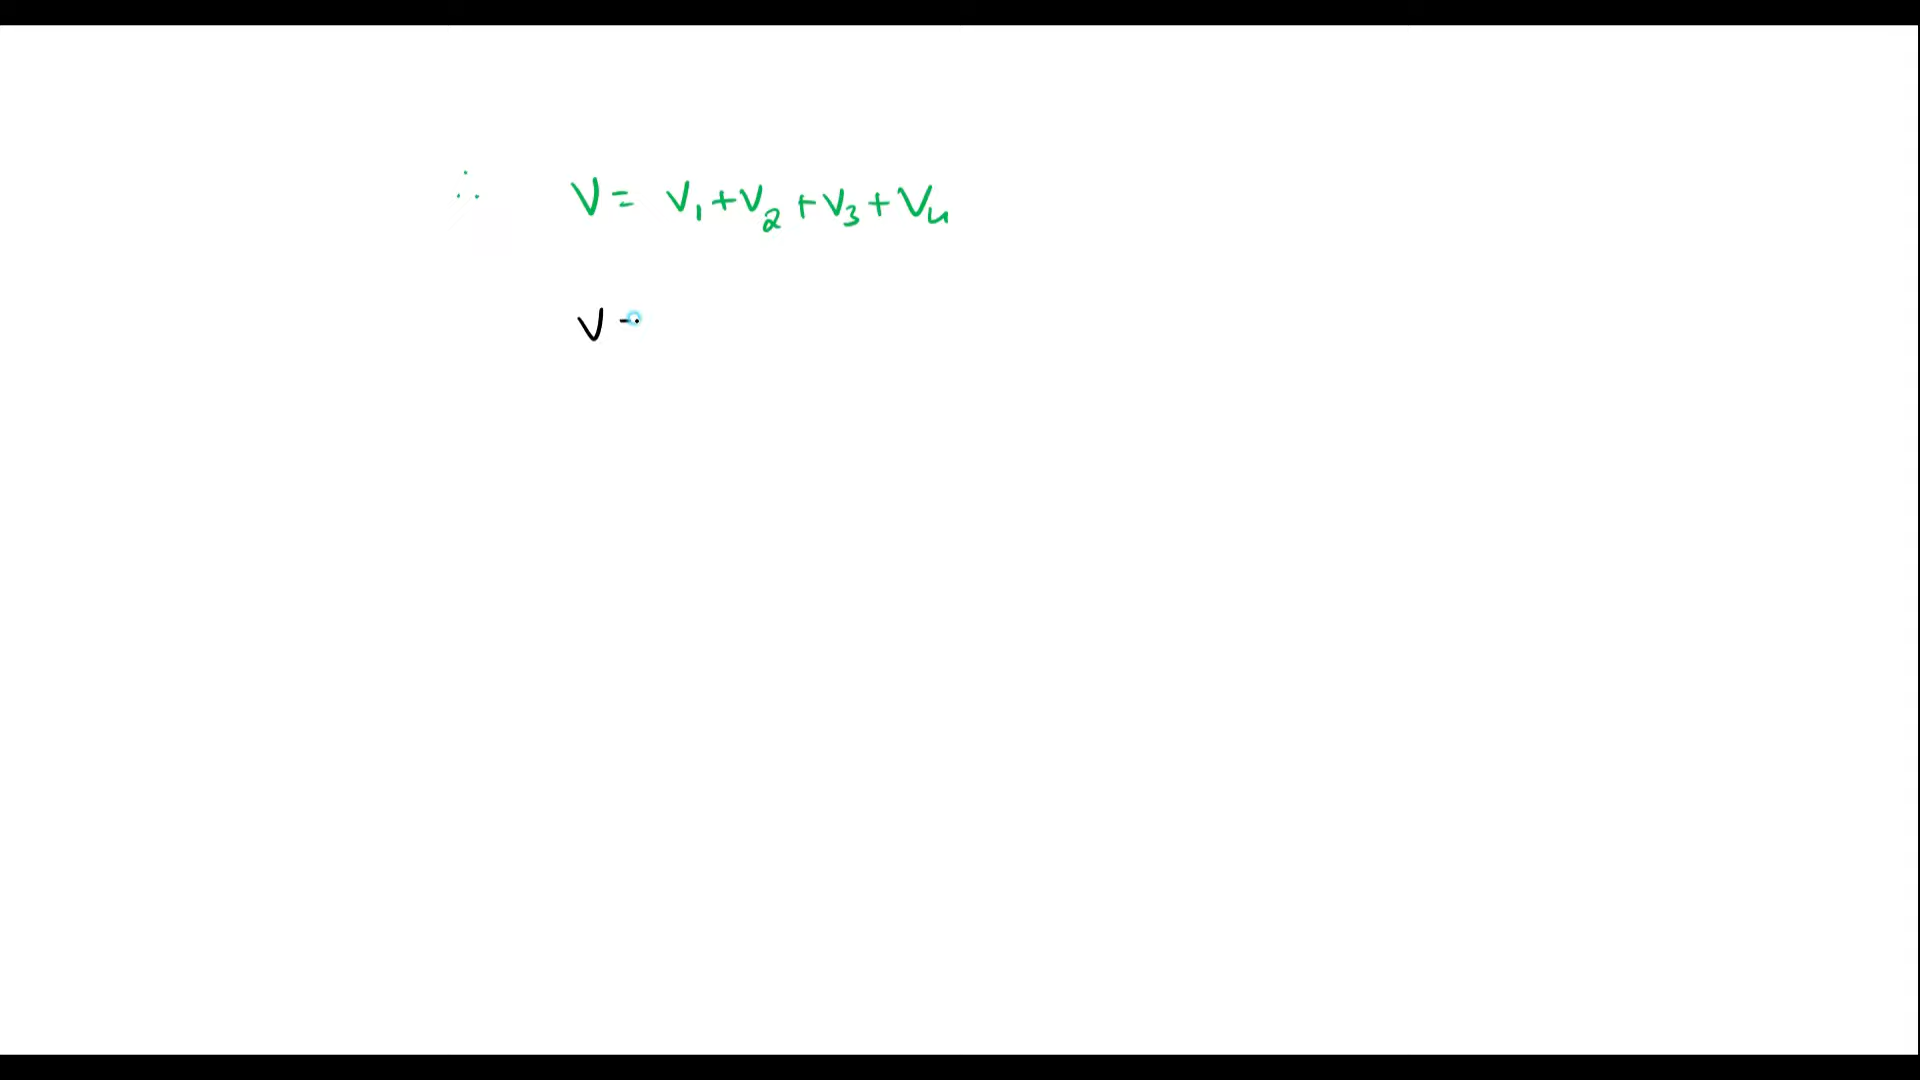 ∴ V = V₁ + V₂ + V₃ + V₄
V -